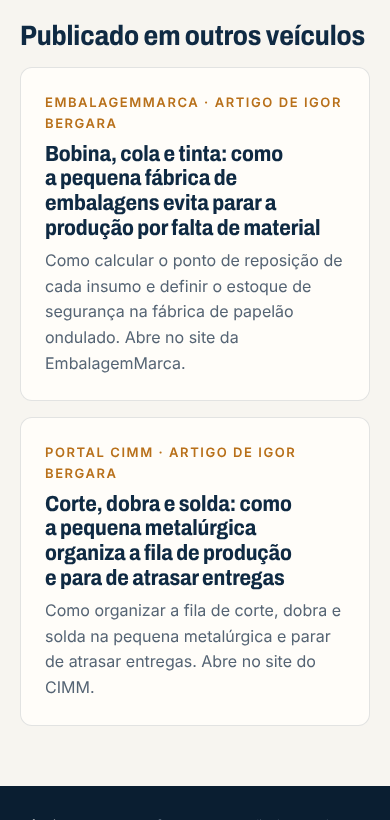 Publicado em outros veículos
EMBALAGEMMARCA · ARTIGO DE IGOR
BERGARA
Bobina, cola e tinta: como
a pequena fábrica de
embalagens evita parar a
produção por falta de material
Como calcular o ponto de reposição de
cada insumo e definir o estoque de
segurança na fábrica de papelão
ondulado. Abre no site da
EmbalagemMarca.
PORTAL CIMM · ARTIGO DE IGOR
BERGARA
Corte, dobra e solda: como
a pequena metalúrgica
organiza a fila de produção
e para de atrasar entregas
Como organizar a fila de corte, dobra e
solda na pequena metalúrgica e parar
de atrasar entregas. Abre no site do
CIMM.